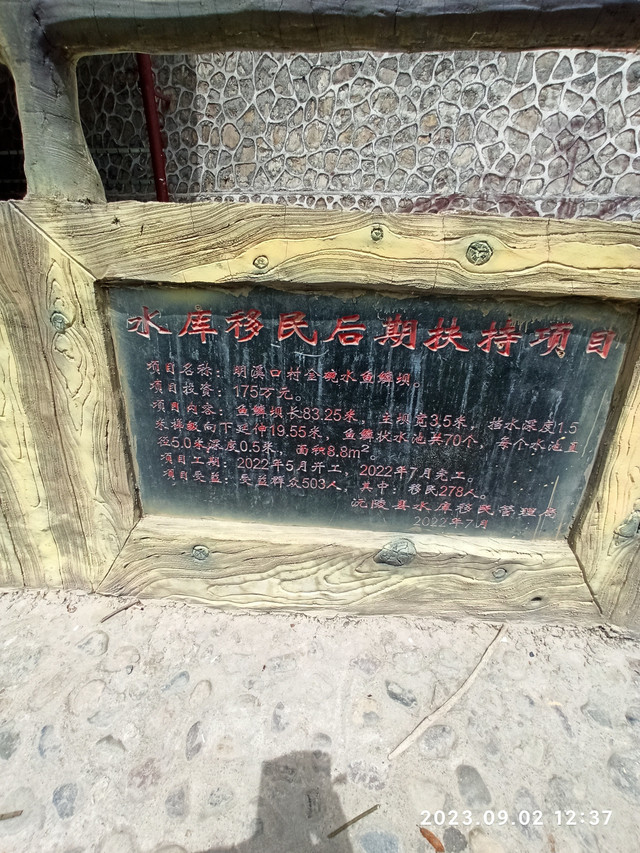 水库移民后期扶持项目
项目名称：明溪口村金碗水鱼鳞坝。
项目投资：175万元。
项目内容：鱼鳞坝长83.25米，主坝宽3.5米，挡水深度1.5
米斜坡向下延伸19.55米，鱼鳞状水池共70个，每个水池直
径5.0米深度0.5米，面积8.8m²。
项目工期：2022年5月开工，2022年7月完工。
项目受益：受益群众503人，其中：移民278人。
沅陵县水库移民管理局
2022年7月
2023.09.02 12:37